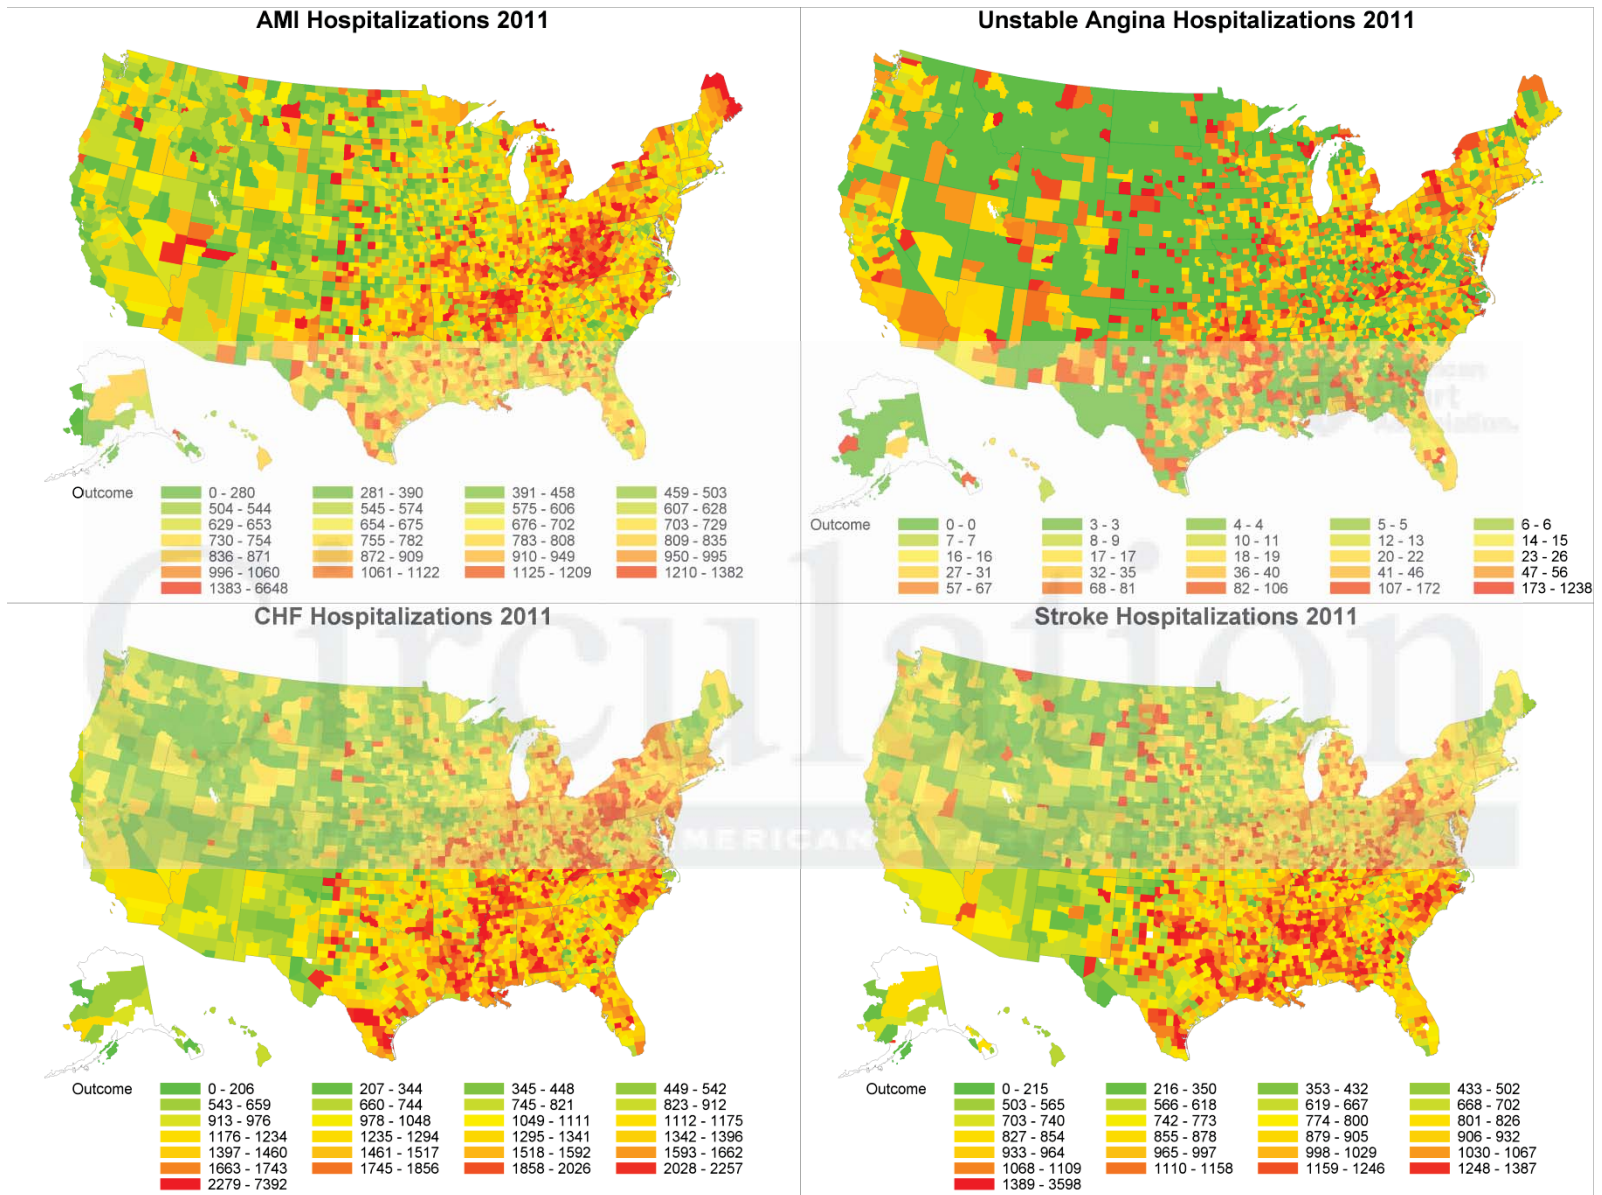 AMI Hospitalizations 2011
Outcome 0 - 280 281 - 390 391 - 458 459 - 503
504 - 544 545 - 574 575 - 606 607 - 628
629 - 653 654 - 675 676 - 702 703 - 729
730 - 754 755 - 782 783 - 808 809 - 835
836 - 871 872 - 909 910 - 949 950 - 995
996 - 1060 1061 - 1122 1125 - 1209 1210 - 1382
1383 - 6648
Unstable Angina Hospitalizations 2011
Outcome 0 - 0 3 - 3 4 - 4 5 - 5 6 - 6
7 - 7 8 - 9 10 - 11 12 - 13 14 - 15
16 - 16 17 - 17 18 - 19 20 - 22 23 - 26
27 - 31 32 - 35 36 - 40 41 - 46 47 - 56
57 - 67 68 - 81 82 - 106 107 - 172 173 - 1238
CHF Hospitalizations 2011
Outcome 0 - 206 207 - 344 345 - 448 449 - 542
543 - 659 660 - 744 745 - 821 823 - 912
913 - 976 978 - 1048 1049 - 1111 1112 - 1175
1176 - 1234 1235 - 1294 1295 - 1341 1342 - 1396
1397 - 1460 1461 - 1517 1518 - 1592 1593 - 1662
1663 - 1743 1745 - 1856 1858 - 2026 2028 - 2257
2279 - 7392
Stroke Hospitalizations 2011
Outcome 0 - 215 216 - 350 353 - 432 433 - 502
503 - 565 566 - 618 619 - 667 668 - 702
703 - 740 742 - 773 774 - 800 801 - 826
827 - 854 855 - 878 879 - 905 906 - 932
933 - 964 965 - 997 998 - 1029 1030 - 1067
1068 - 1109 1110 - 1158 1159 - 1246 1248 - 1387
1389 - 3598
Circulation
AMERICAN